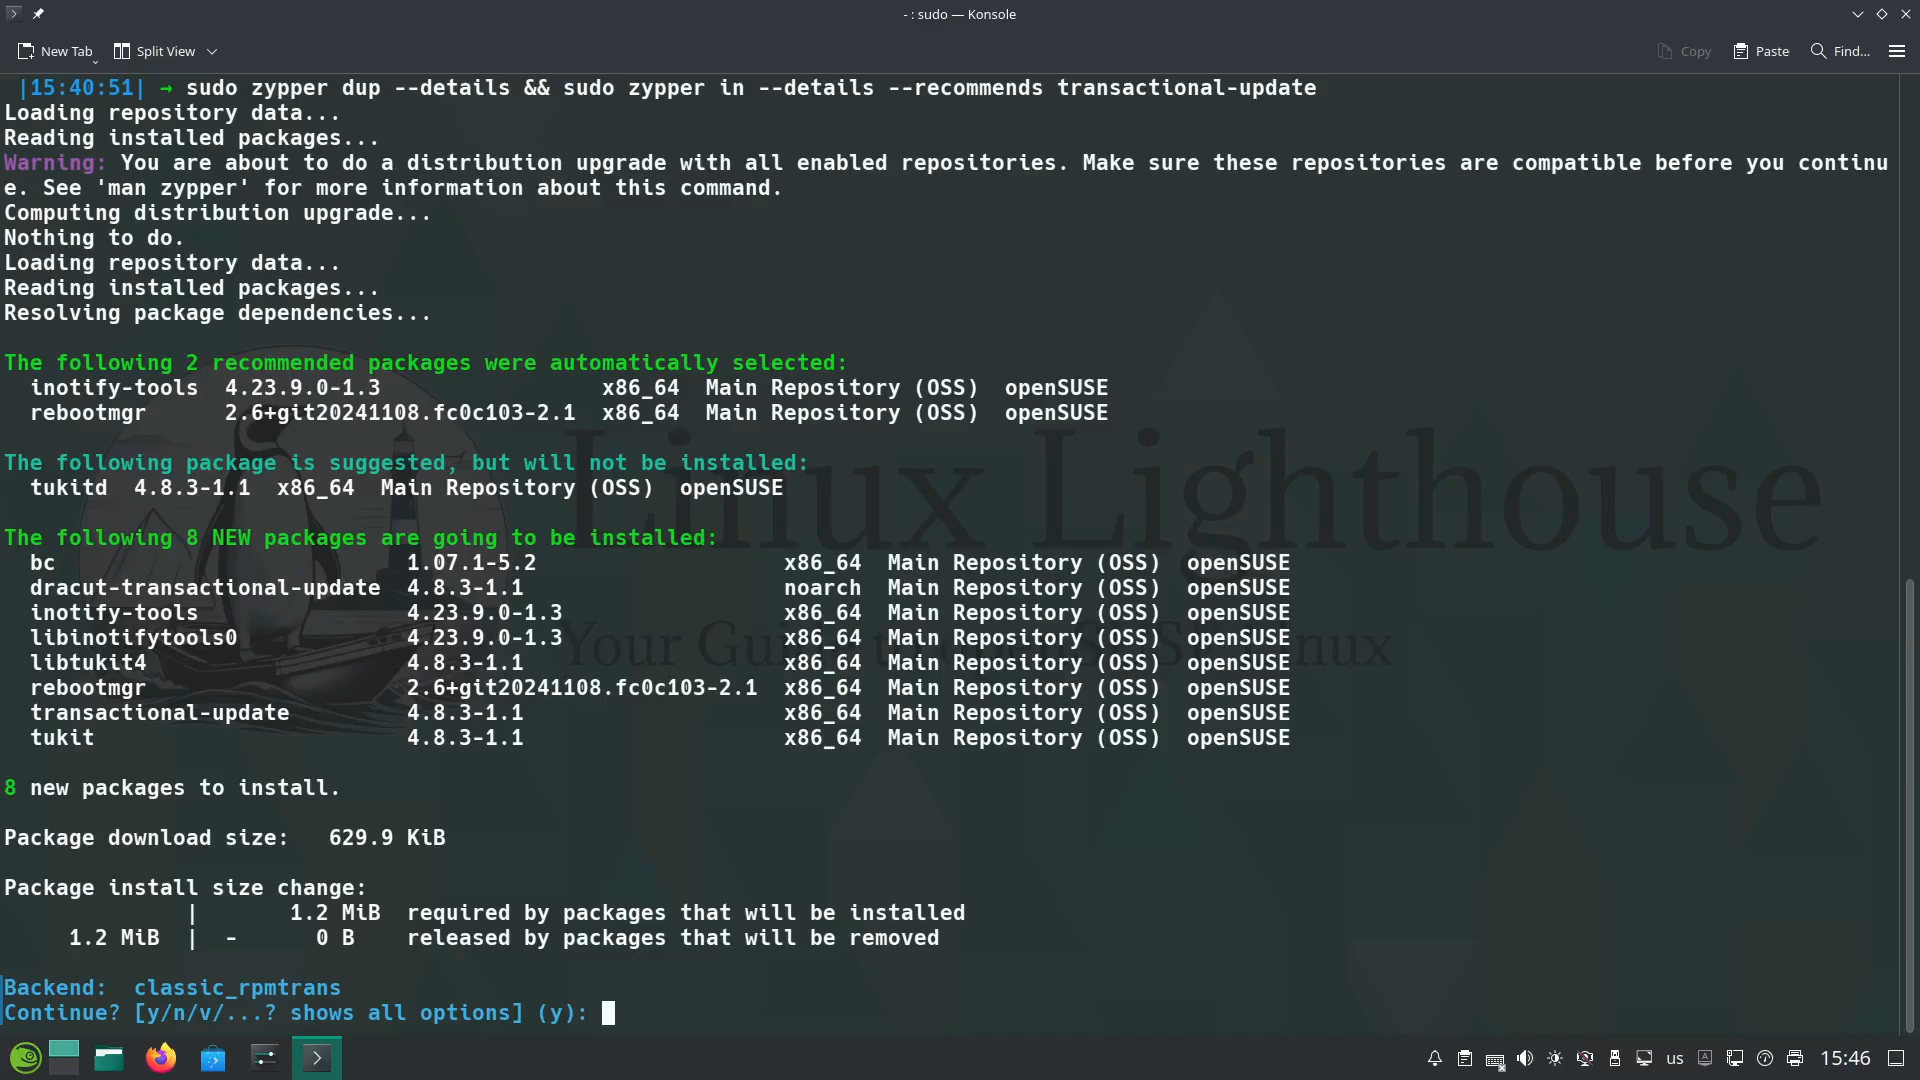 - : sudo — Konsole
New Tab
Split View
Copy
Paste
Find...
|15:40:51| → sudo zypper dup --details && sudo zypper in --details --recommends transactional-update
Loading repository data...
Reading installed packages...
Warning: You are about to do a distribution upgrade with all enabled repositories. Make sure these repositories are compatible before you continu
e. See 'man zypper' for more information about this command.
Computing distribution upgrade...
Nothing to do.
Loading repository data...
Reading installed packages...
Resolving package dependencies...
The following 2 recommended packages were automatically selected:
inotify-tools  4.23.9.0-1.3  x86_64  Main Repository (OSS)  openSUSE
rebootmgr  2.6+git20241108.fc0c103-2.1  x86_64  Main Repository (OSS)  openSUSE
The following package is suggested, but will not be installed:
tukitd  4.8.3-1.1  x86_64  Main Repository (OSS)  openSUSE
Linux Lighthouse
The following 8 NEW packages are going to be installed:
bc  1.07.1-5.2  x86_64  Main Repository (OSS)  openSUSE
dracut-transactional-update  4.8.3-1.1  noarch  Main Repository (OSS)  openSUSE
inotify-tools  4.23.9.0-1.3  x86_64  Main Repository (OSS)  openSUSE
libinotifytools0  4.23.9.0-1.3  x86_64  Main Repository (OSS)  openSUSE
Your Guide to openSUSE Linux
libtukit4  4.8.3-1.1  x86_64  Main Repository (OSS)  openSUSE
rebootmgr  2.6+git20241108.fc0c103-2.1  x86_64  Main Repository (OSS)  openSUSE
transactional-update  4.8.3-1.1  x86_64  Main Repository (OSS)  openSUSE
tukit  4.8.3-1.1  x86_64  Main Repository (OSS)  openSUSE
8 new packages to install.
Package download size:   629.9 KiB
Package install size change:
|  1.2 MiB  required by packages that will be installed
1.2 MiB  |  -  0 B  released by packages that will be removed
Backend:  classic_rpmtrans
Continue? [y/n/v/...? shows all options] (y):
us
15:46